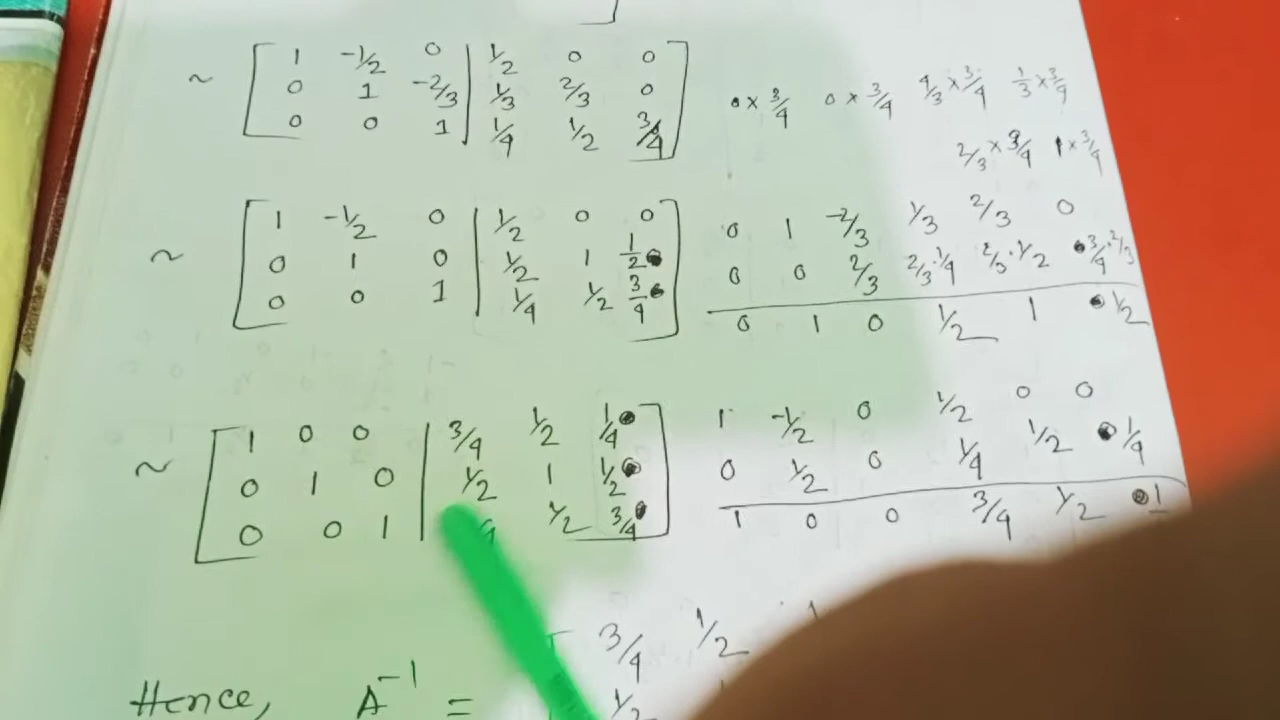 ~ [ 1 -1/2 0 | 1/2 0 0 ]
0 1 -2/3 | 1/3 2/3 0
0 0 1 | 1/4 1/2 3/4
0 × 3/4 0 × 3/4 4/3 × 3/4 1/3 × 3/4
2/3 × 3/4 1 × 3/4
~ [ 1 -1/2 0 | 1/2 0 0 ]
0 1 0 | 1/2 1 1/2
0 0 1 | 1/4 1/2 3/4
0 1 -2/3 1/3 2/3 0
0 0 2/3 2/3·1/4 2/3·1/2 3/4·2/3
0 1 0 1/2 1 1/2
~ [ 1 0 0 | 3/4 1/2 1/4 ]
0 1 0 | 1/2 1 1/2
0 0 1 | 1/2 3/4
1 -1/2 0 1/2 0 0
0 1/2 0 1/4 1/2 1/4
1 0 0 3/4 1/2 1
3/4 1/2
Hence, A⁻¹ = 1/2